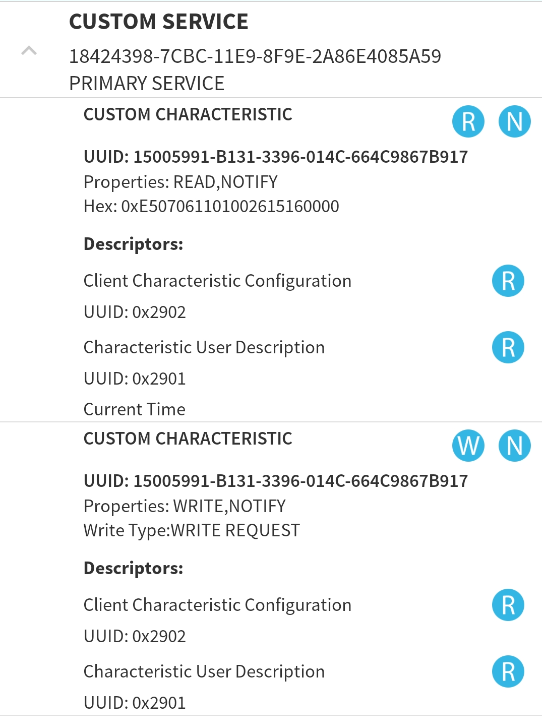 CUSTOM SERVICE
18424398-7CBC-11E9-8F9E-2A86E4085A59
PRIMARY SERVICE
CUSTOM CHARACTERISTIC R N
UUID: 15005991-B131-3396-014C-664C9867B917
Properties: READ,NOTIFY
Hex: 0xE507061101002615160000
Descriptors:
Client Characteristic Configuration R
UUID: 0x2902
Characteristic User Description R
UUID: 0x2901
Current Time
CUSTOM CHARACTERISTIC W N
UUID: 15005991-B131-3396-014C-664C9867B917
Properties: WRITE,NOTIFY
Write Type:WRITE REQUEST
Descriptors:
Client Characteristic Configuration R
UUID: 0x2902
Characteristic User Description R
UUID: 0x2901